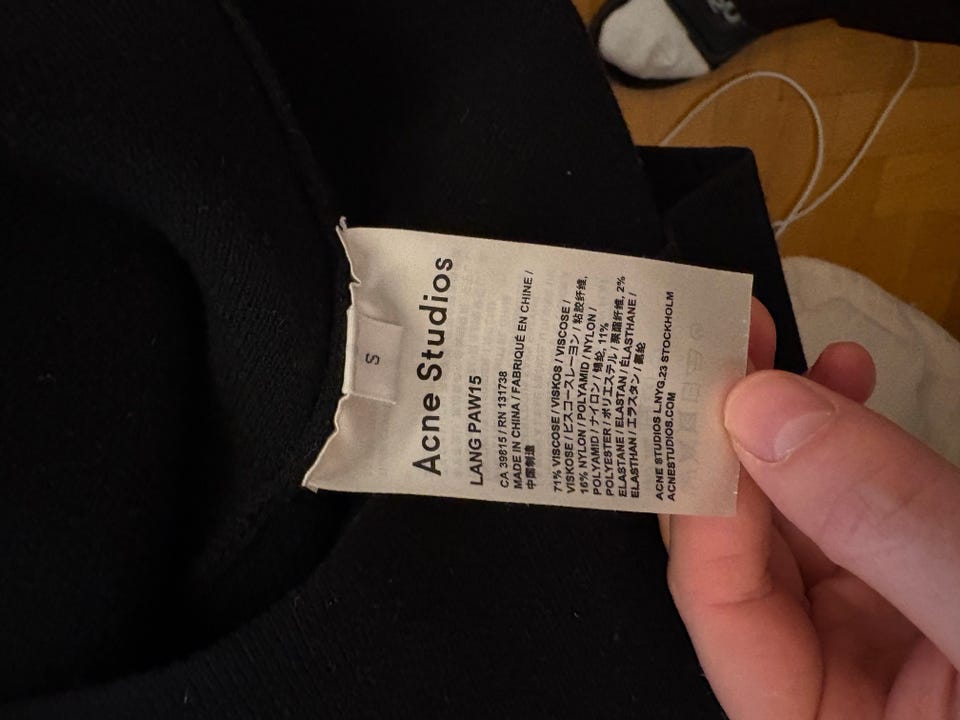 S
Acne Studios
LANG PAW15
CA 39815 / RN 131738
MADE IN CHINA / FABRIQUÉ EN CHINE /
中国制造
71% VISCOSE / VISKOS / VISCOSE /
VISKOSE / ビスコースレーヨン / 粘胶纤维,
16% NYLON / POLYAMID / NYLON /
POLYAMID / ナイロン / 锦纶, 11%
POLYESTER / ポリエステル / 聚酯纤维, 2%
ELASTANE / ELASTAN / ÉLASTHANE /
ELASTHAN / エラスタン / 氨纶
ACNE STUDIOS L.NYG.23 STOCKHOLM
ACNESTUDIOS.COM